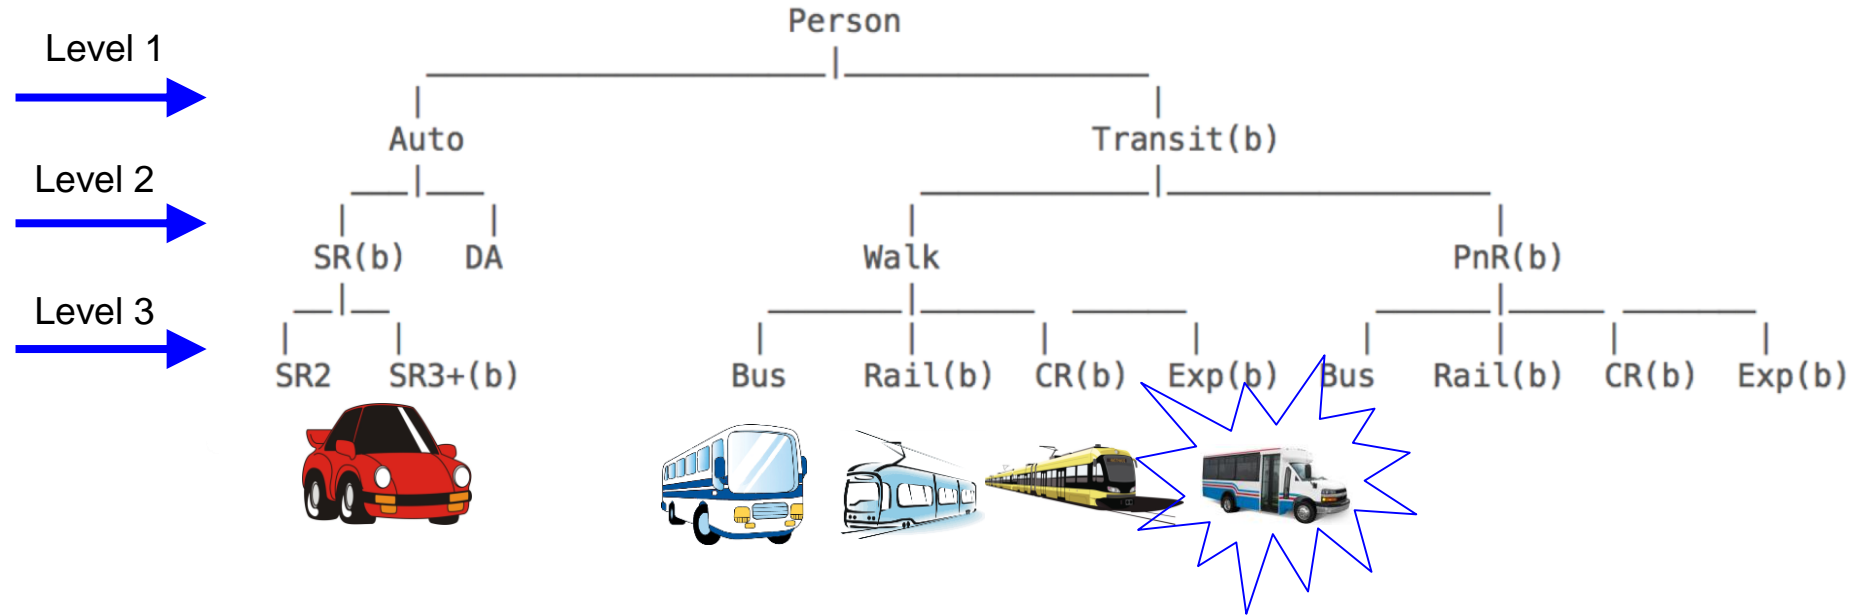 Person
Level 1
Auto Transit(b)
Level 2
SR(b) DA Walk PnR(b)
Level 3
SR2 SR3+(b) Bus Rail(b) CR(b) Exp(b) Bus Rail(b) CR(b) Exp(b)